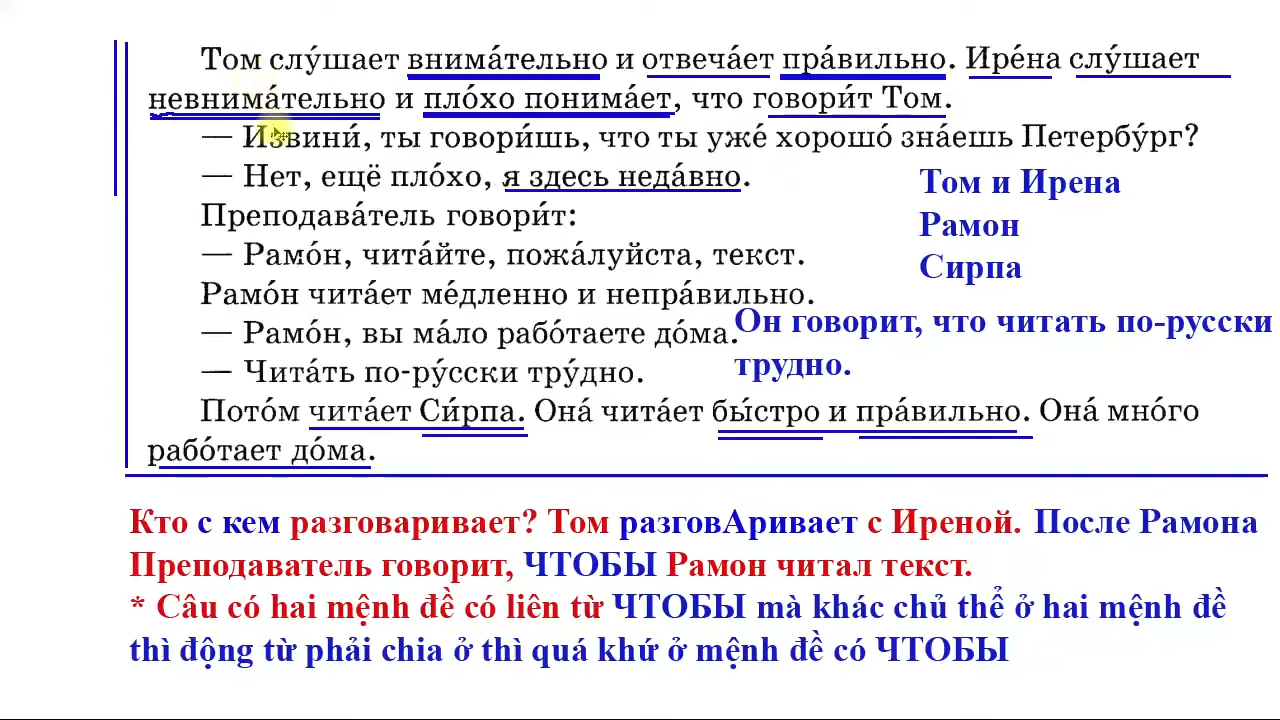 Том слу́шает внима́тельно и отвеча́ет пра́вильно. Ире́на слу́шает
невнима́тельно и пло́хо понима́ет, что говори́т Том.
— Извини́, ты говори́шь, что ты уже́ хорошо́ зна́ешь Петербу́рг?
— Нет, ещё пло́хо, я здесь неда́вно.
Том и Ирена
Преподава́тель говори́т:
Рамон
— Рамо́н, чита́йте, пожа́луйста, текст.
Сирпа
Рамо́н чита́ет ме́дленно и непра́вильно.
— Рамо́н, вы ма́ло рабо́таете до́ма.
Он говорит, что читать по-русски
трудно.
— Чита́ть по-ру́сски тру́дно.
Пото́м чита́ет Си́рпа. Она́ чита́ет бы́стро и пра́вильно. Она́ мно́го
рабо́тает до́ма.
Кто с кем разговаривает? Том разговАривает с Иреной. После Рамона
Преподаватель говорит, ЧТОБЫ Рамон читал текст.
* Câu có hai mệnh đề có liên từ ЧТОБЫ mà khác chủ thể ở hai mệnh đề
thì động từ phải chia ở thì quá khứ ở mệnh đề có ЧТОБЫ